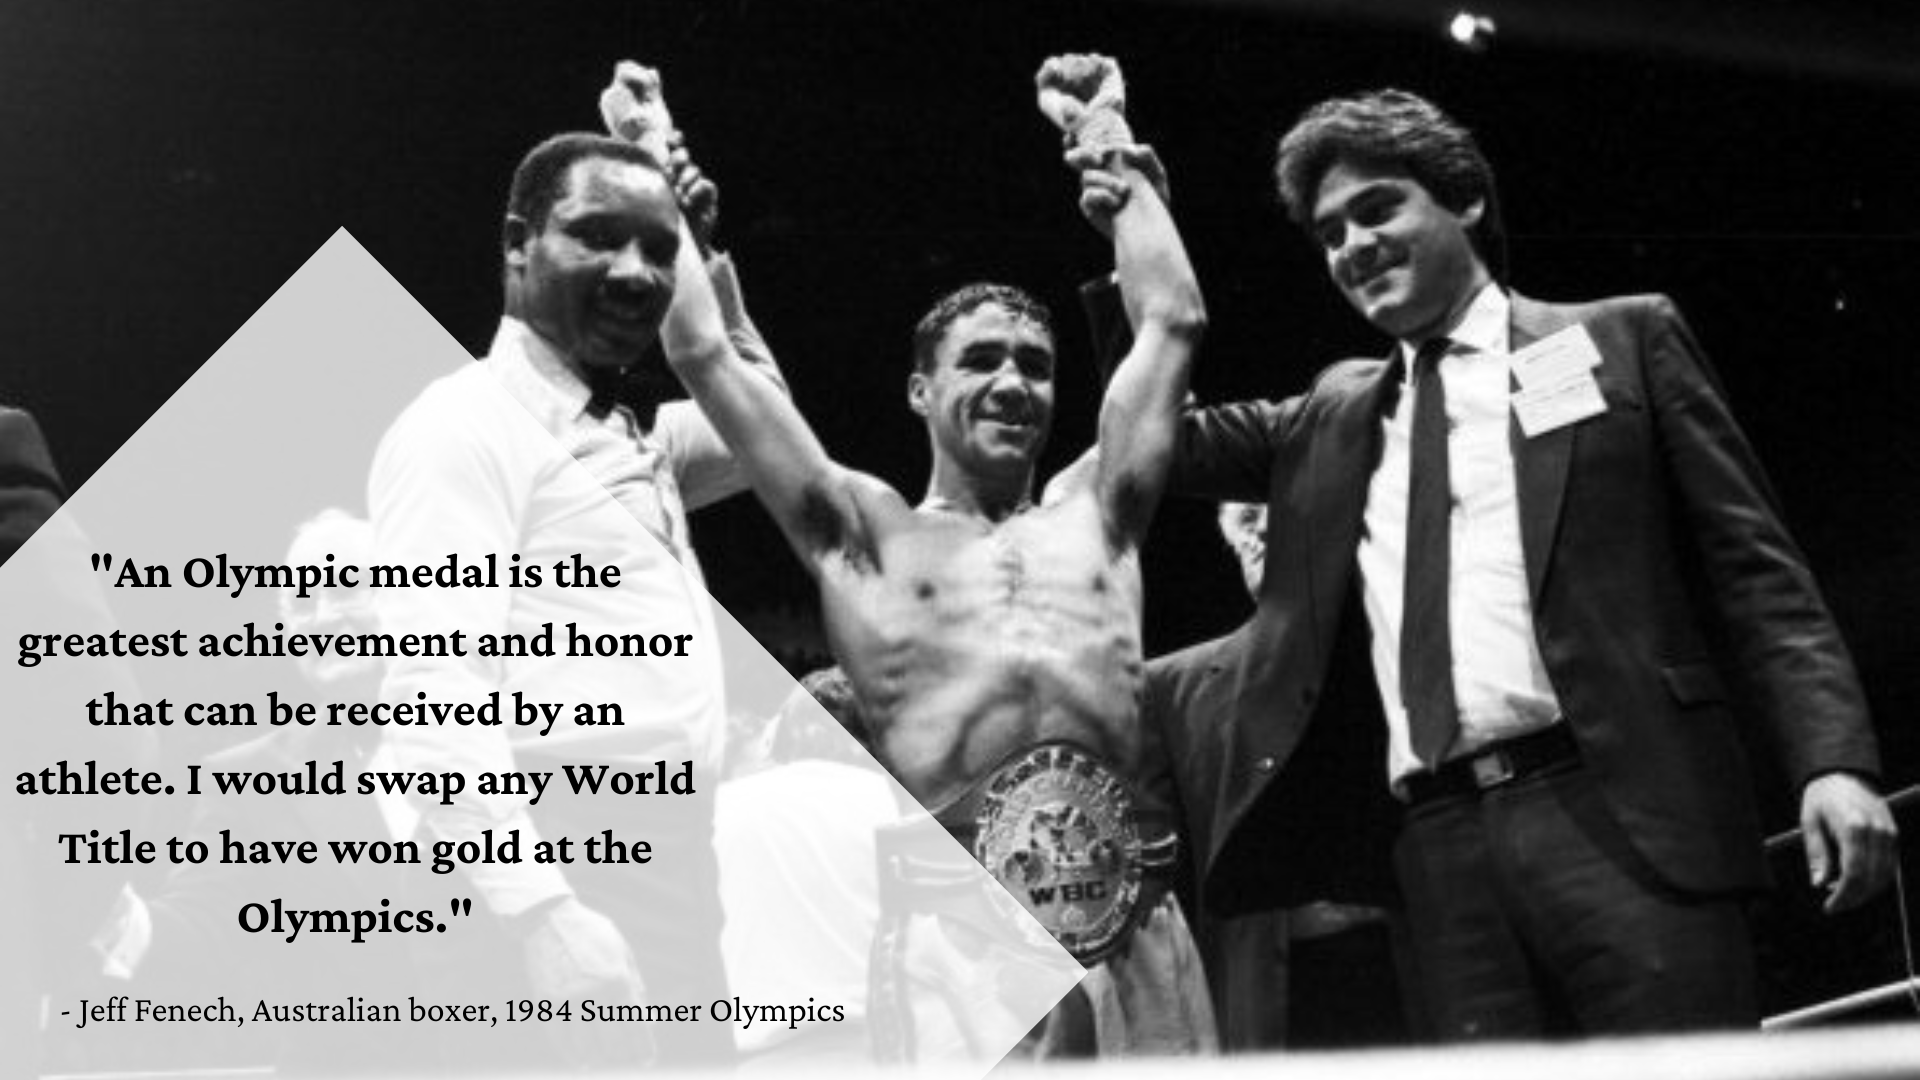 "An Olympic medal is the
greatest achievement and honor
that can be received by an
athlete. I would swap any World
Title to have won gold at the
Olympics."
- Jeff Fenech, Australian boxer, 1984 Summer Olympics
WBC